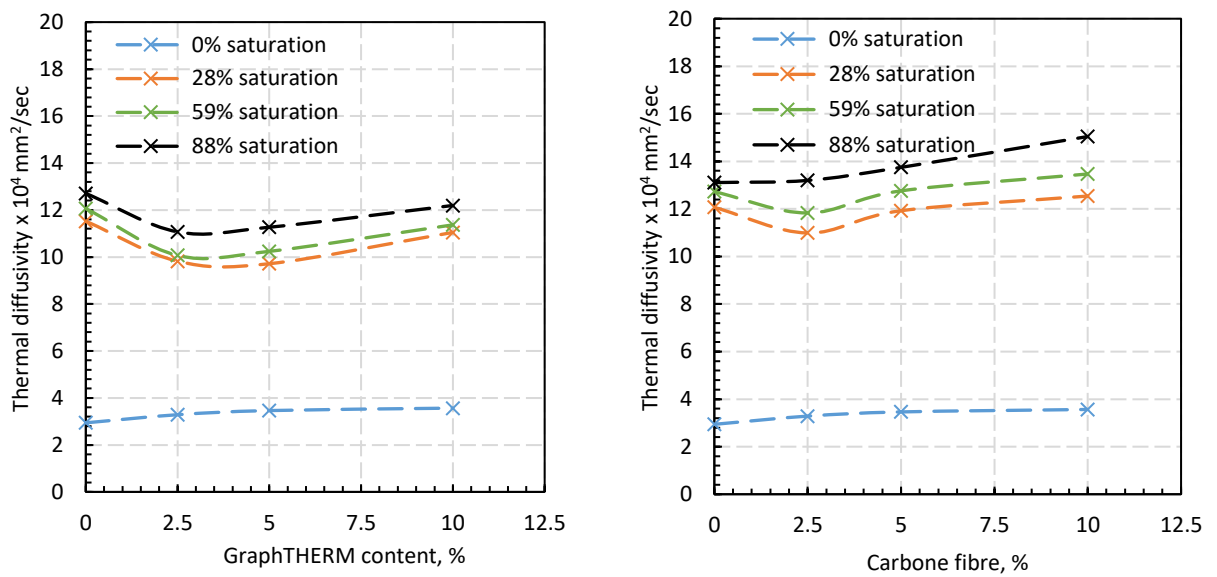 Thermal diffusivity x 10⁴ mm²/sec
20
18
16
14
12
10
8
6
4
2
0
0% saturation
28% saturation
59% saturation
88% saturation
0 2.5 5 7.5 10 12.5
GraphTHERM content, %
Thermal diffusivity x 10⁴ mm²/sec
20
18
16
14
12
10
8
6
4
2
0
0% saturation
28% saturation
59% saturation
88% saturation
0 2.5 5 7.5 10 12.5
Carbone fibre, %